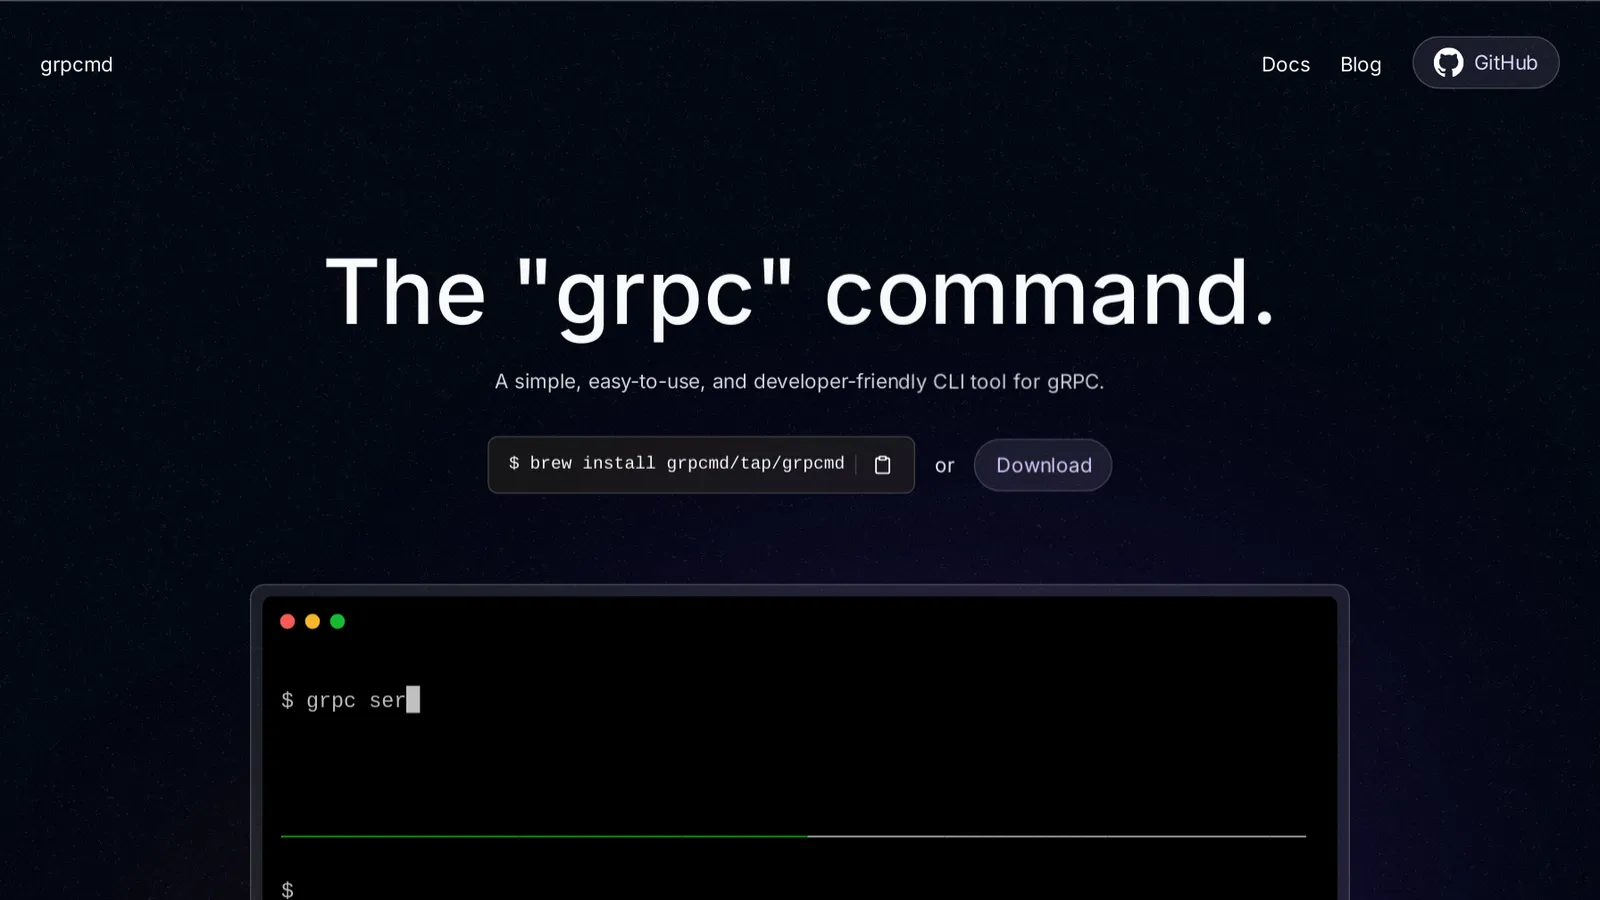 grpcmd
Docs
Blog
GitHub
The "grpc" command.
A simple, easy-to-use, and developer-friendly CLI tool for gRPC.
$ brew install grpcmd/tap/grpcmd
or
Download
$ grpc ser
$